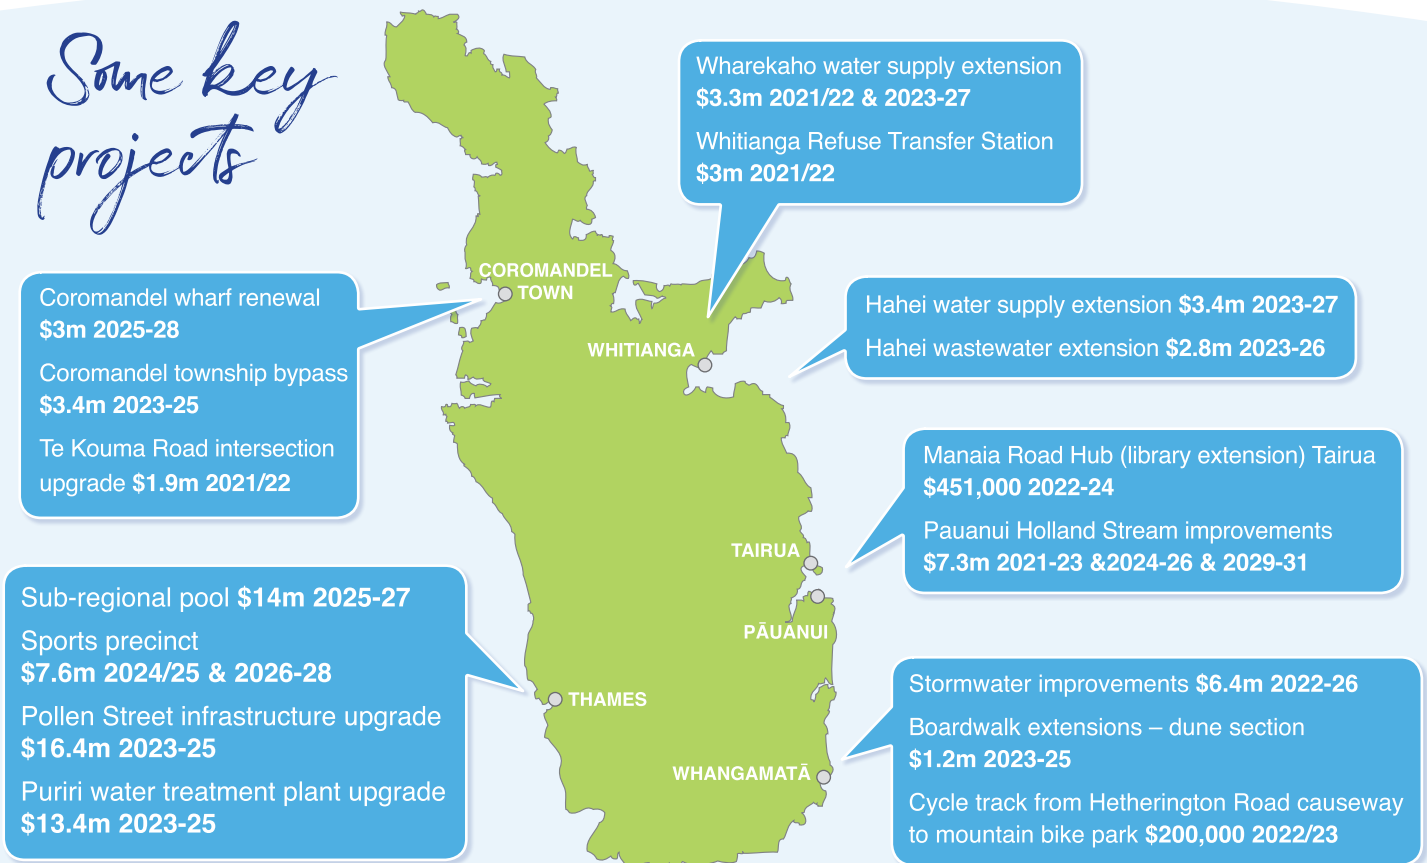 Some key
projects
Wharekaho water supply extension
$3.3m 2021/22 & 2023-27
Whitianga Refuse Transfer Station
$3m 2021/22
COROMANDEL
TOWN
WHITIANGA
Coromandel wharf renewal
$3m 2025-28
Coromandel township bypass
$3.4m 2023-25
Te Kouma Road intersection
upgrade $1.9m 2021/22
Hahei water supply extension $3.4m 2023-27
Hahei wastewater extension $2.8m 2023-26
Manaia Road Hub (library extension) Tairua
$451,000 2022-24
Pauanui Holland Stream improvements
$7.3m 2021-23 &2024-26 & 2029-31
TAIRUA
PĀUANUI
Sub-regional pool $14m 2025-27
Sports precinct
$7.6m 2024/25 & 2026-28
Pollen Street infrastructure upgrade
$16.4m 2023-25
Puriri water treatment plant upgrade
$13.4m 2023-25
THAMES
WHANGAMATĀ
Stormwater improvements $6.4m 2022-26
Boardwalk extensions – dune section
$1.2m 2023-25
Cycle track from Hetherington Road causeway
to mountain bike park $200,000 2022/23